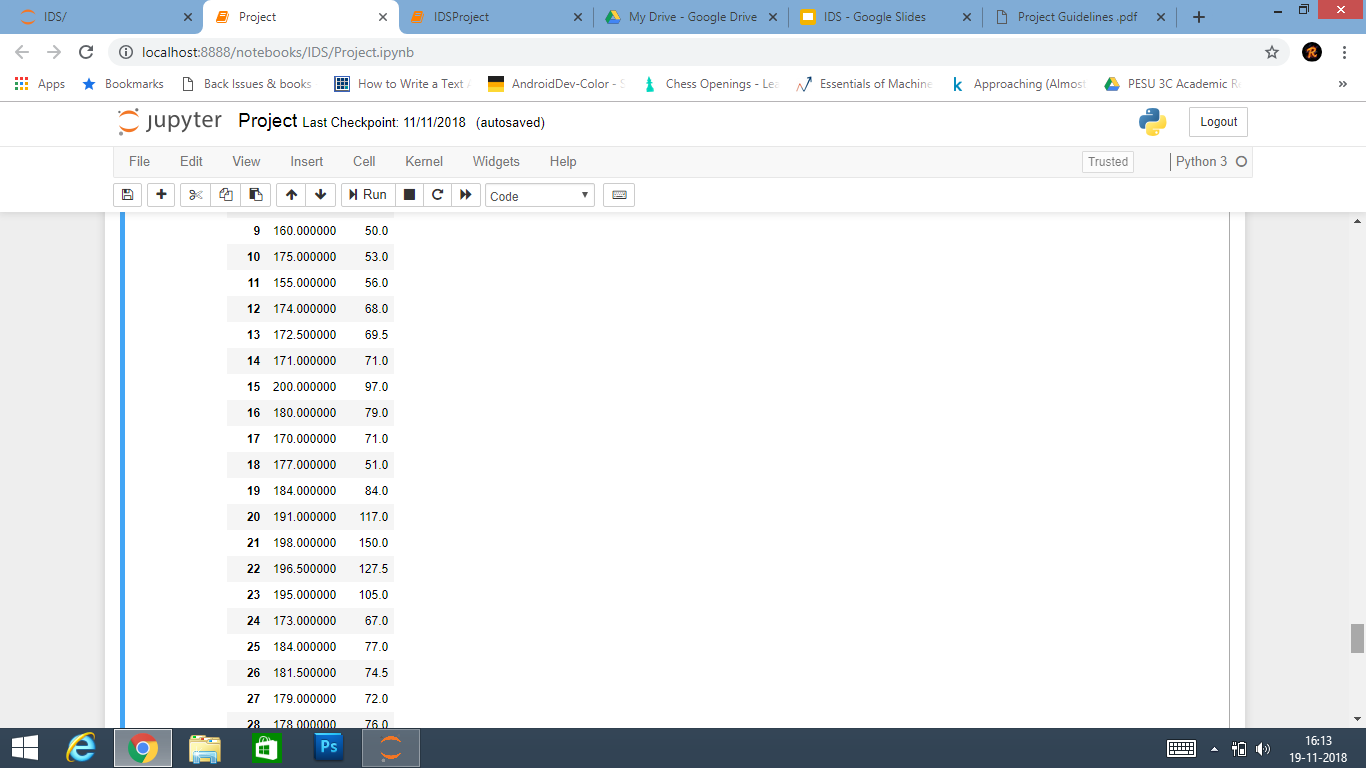 IDS/ Project IDSProject My Drive - Google Drive IDS - Google Slides Project Guidelines .pdf
localhost:8888/notebooks/IDS/Project.ipynb
Apps Bookmarks Back Issues & books How to Write a Text AndroidDev-Color - Chess Openings - Lea Essentials of Machine Approaching (Almost PESU 3C Academic »
jupyter Project Last Checkpoint: 11/11/2018 (autosaved) Logout
File Edit View Insert Cell Kernel Widgets Help Trusted Python 3
Run Code
9 160.000000 50.0
10 175.000000 53.0
11 155.000000 56.0
12 174.000000 68.0
13 172.500000 69.5
14 171.000000 71.0
15 200.000000 97.0
16 180.000000 79.0
17 170.000000 71.0
18 177.000000 51.0
19 184.000000 84.0
20 191.000000 117.0
21 198.000000 150.0
22 196.500000 127.5
23 195.000000 105.0
24 173.000000 67.0
25 184.000000 77.0
26 181.500000 74.5
27 179.000000 72.0
28 178.000000 76.0
Ps 16:13
19-11-2018